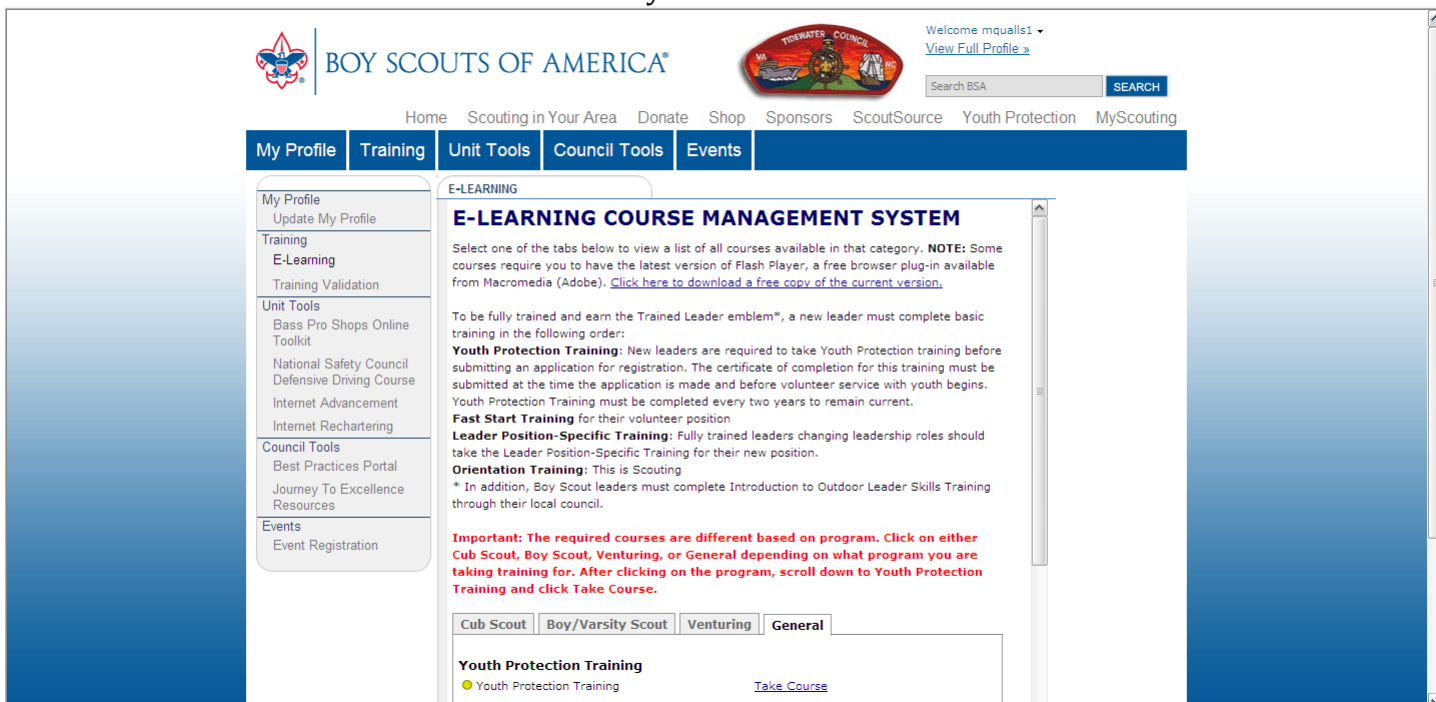 BOY SCOUTS OF AMERICA®
TIDEWATER COUNCIL
VA
NC
Welcome mqualls1
View Full Profile »
Search BSA
SEARCH
Home Scouting in Your Area Donate Shop Sponsors ScoutSource Youth Protection MyScouting
My Profile Training Unit Tools Council Tools Events
My Profile
Update My Profile
Training
E-Learning
Training Validation
Unit Tools
Bass Pro Shops Online
Toolkit
National Safety Council
Defensive Driving Course
Internet Advancement
Internet Rechartering
Council Tools
Best Practices Portal
Journey To Excellence
Resources
Events
Event Registration
E-LEARNING
E-LEARNING COURSE MANAGEMENT SYSTEM
Select one of the tabs below to view a list of all courses available in that category. NOTE: Some
courses require you to have the latest version of Flash Player, a free browser plug-in available
from Macromedia (Adobe). Click here to download a free copy of the current version.
To be fully trained and earn the Trained Leader emblem*, a new leader must complete basic
training in the following order:
Youth Protection Training: New leaders are required to take Youth Protection training before
submitting an application for registration. The certificate of completion for this training must be
submitted at the time the application is made and before volunteer service with youth begins.
Youth Protection Training must be completed every two years to remain current.
Fast Start Training for their volunteer position
Leader Position-Specific Training: Fully trained leaders changing leadership roles should
take the Leader Position-Specific Training for their new position.
Orientation Training: This is Scouting
* In addition, Boy Scout leaders must complete Introduction to Outdoor Leader Skills Training
through their local council.
Important: The required courses are different based on program. Click on either
Cub Scout, Boy Scout, Venturing, or General depending on what program you are
taking training for. After clicking on the program, scroll down to Youth Protection
Training and click Take Course.
Cub Scout Boy/Varsity Scout Venturing General
Youth Protection Training
Youth Protection Training Take Course